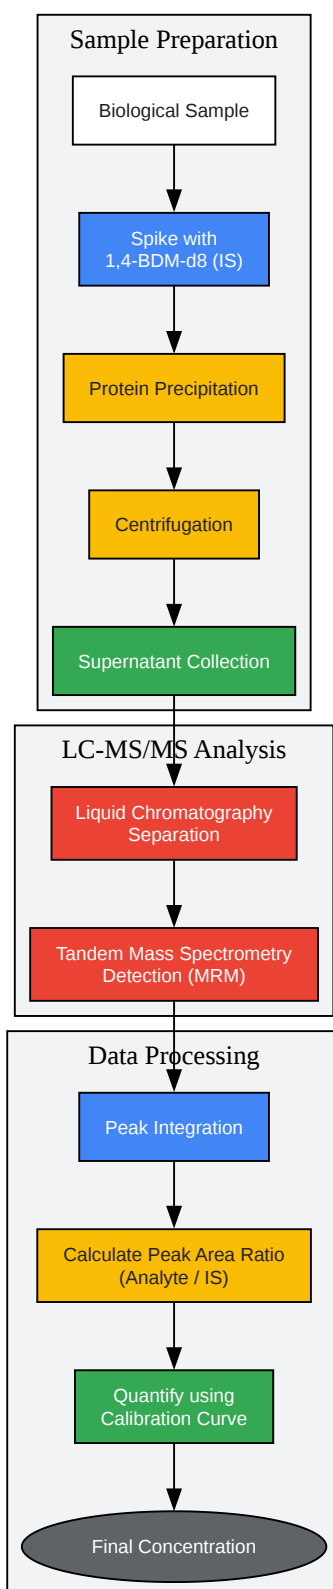 Sample Preparation
Biological Sample
Spike with
1,4-BDM-d8 (IS)
Protein Precipitation
Centrifugation
Supernatant Collection
LC-MS/MS Analysis
Liquid Chromatography
Separation
Tandem Mass Spectrometry
Detection (MRM)
Data Processing
Peak Integration
Calculate Peak Area Ratio
(Analyte / IS)
Quantify using
Calibration Curve
Final Concentration